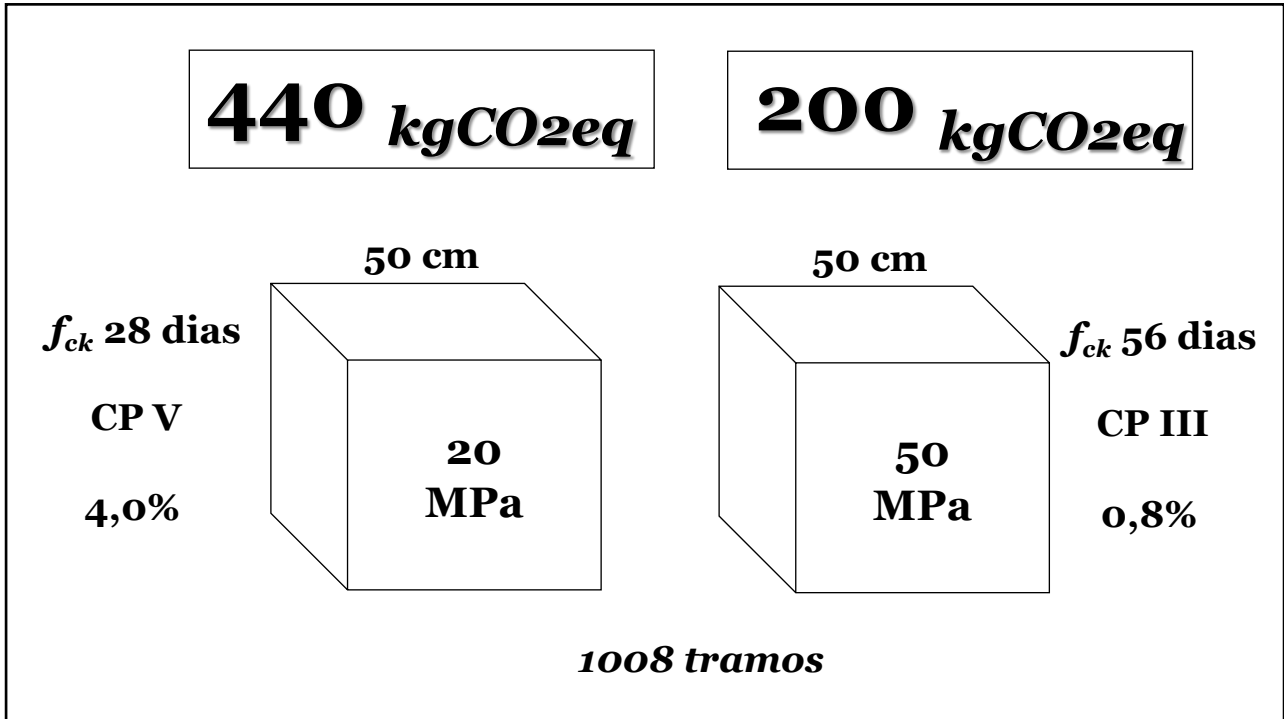 440 kgCO2eq
200 kgCO2eq
50 cm
50 cm
fck 28 dias
fck 56 dias
CP V
CP III
20
MPa
50
MPa
4,0%
0,8%
1008 tramos